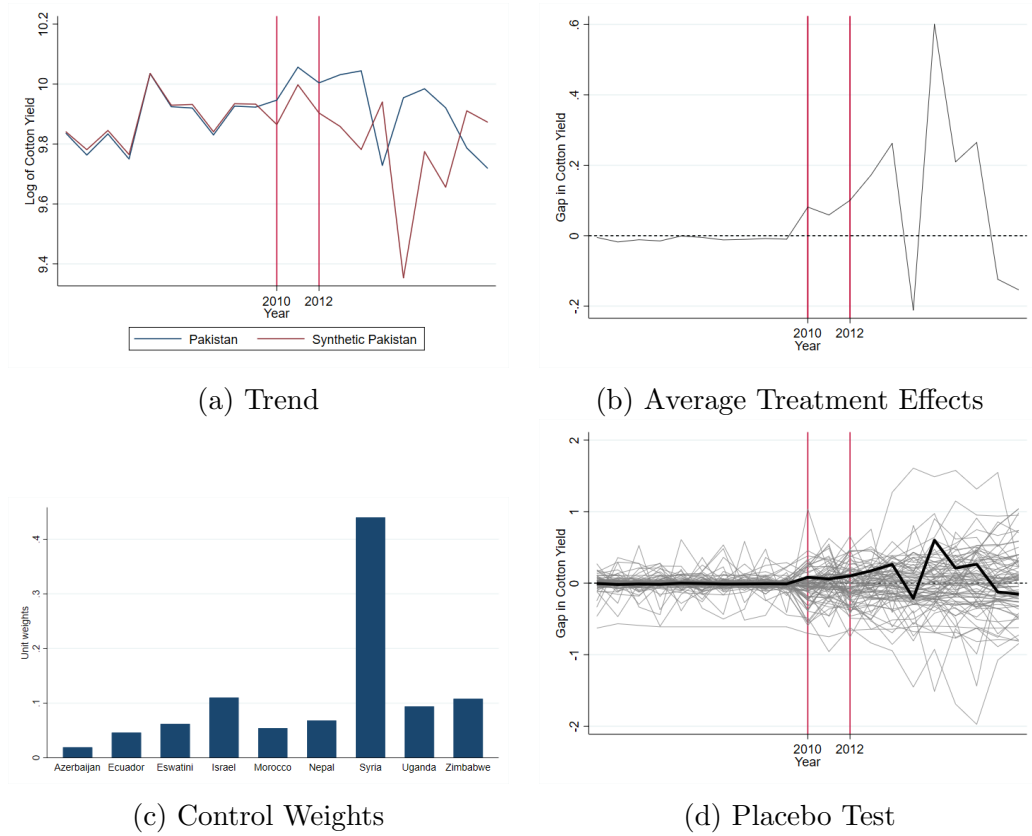 Log of Cotton Yield
10.2
10
9.8
9.6
9.4
2010
2012
Year
Pakistan
Synthetic Pakistan
(a) Trend
Gap in Cotton Yield
.6
.4
.2
0
-.2
2010
2012
Year
(b) Average Treatment Effects
Unit weights
.4
.3
.2
.1
0
Azerbaijan Ecuador Eswatini Israel Morocco Nepal Syria Uganda Zimbabwe
(c) Control Weights
Gap in Cotton Yield
2
1
0
-1
-2
2010
2012
Year
(d) Placebo Test